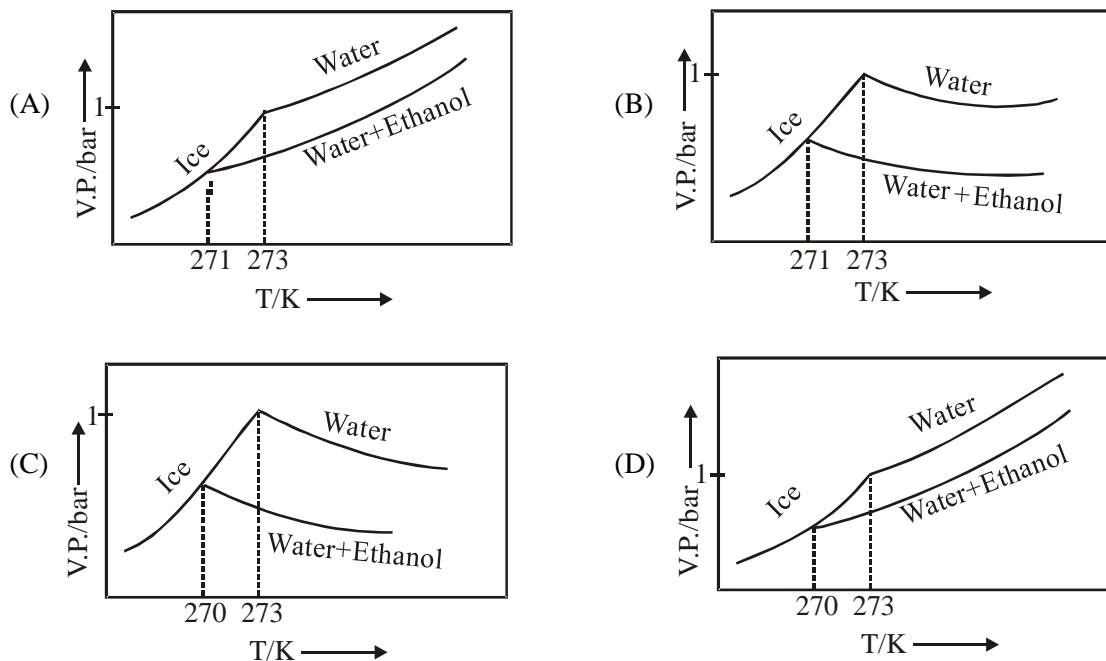 (A)
V.P./bar
1
Ice
Water
Water+Ethanol
271 273
T/K
(B)
V.P./bar
1
Ice
Water
Water+Ethanol
271 273
T/K
(C)
V.P./bar
1
Ice
Water
Water+Ethanol
270 273
T/K
(D)
V.P./bar
1
Ice
Water
Water+Ethanol
270 273
T/K